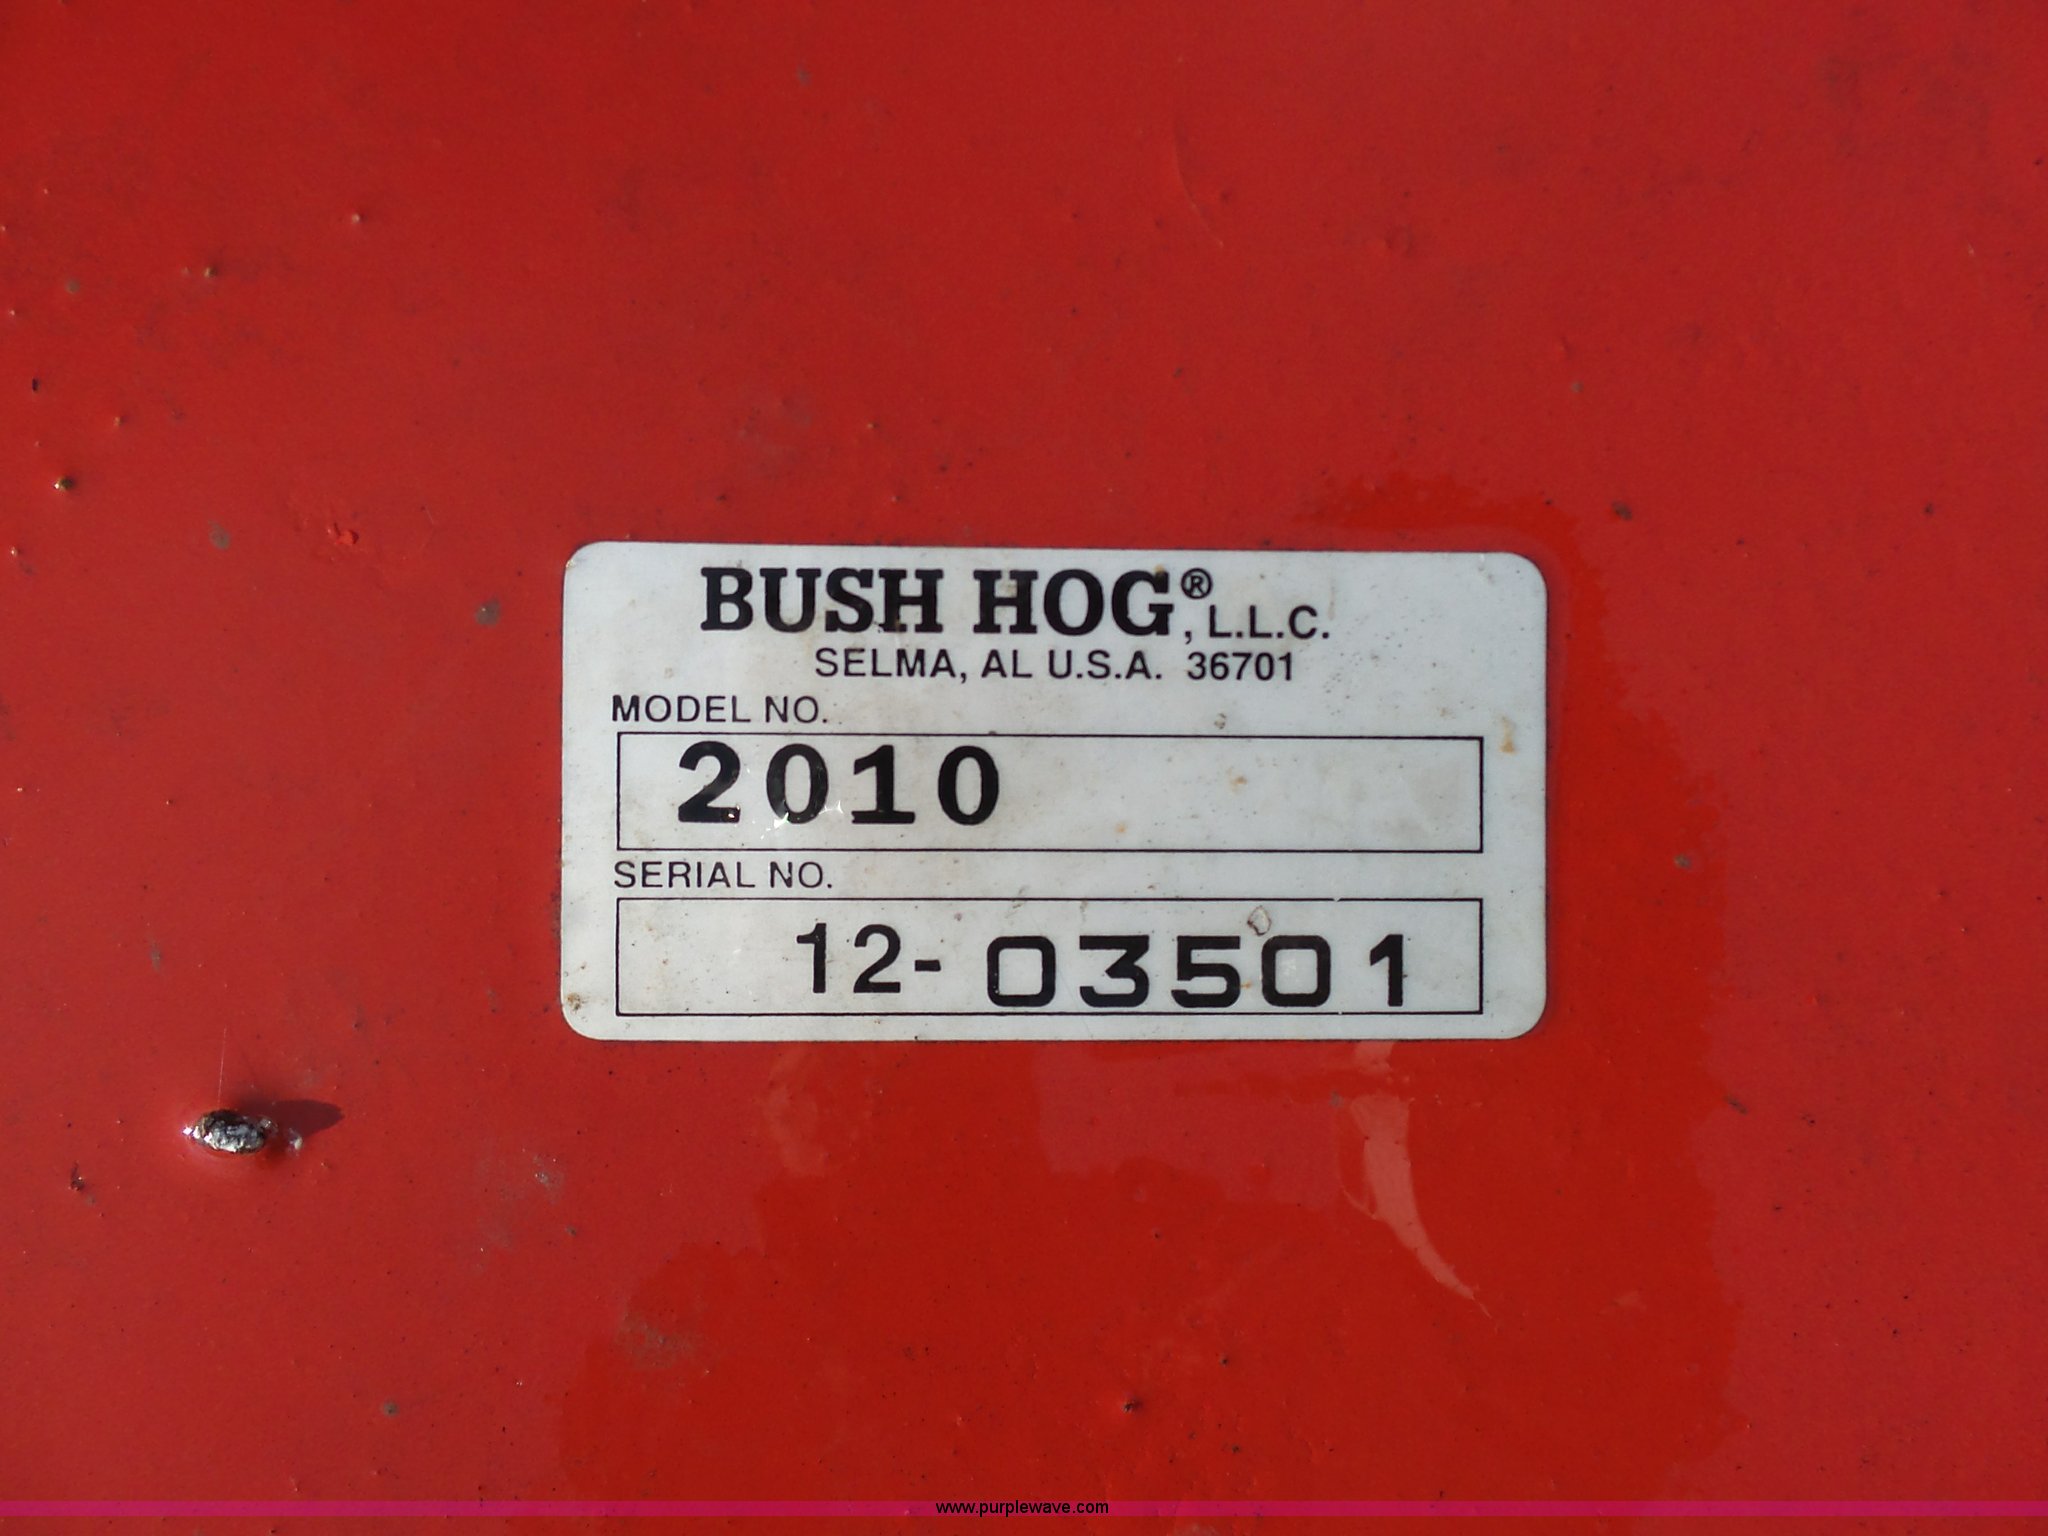 BUSH HOG®, L.L.C.
SELMA, AL U.S.A. 36701
MODEL NO.
2010
SERIAL NO.
12-03501
www.purplewave.com